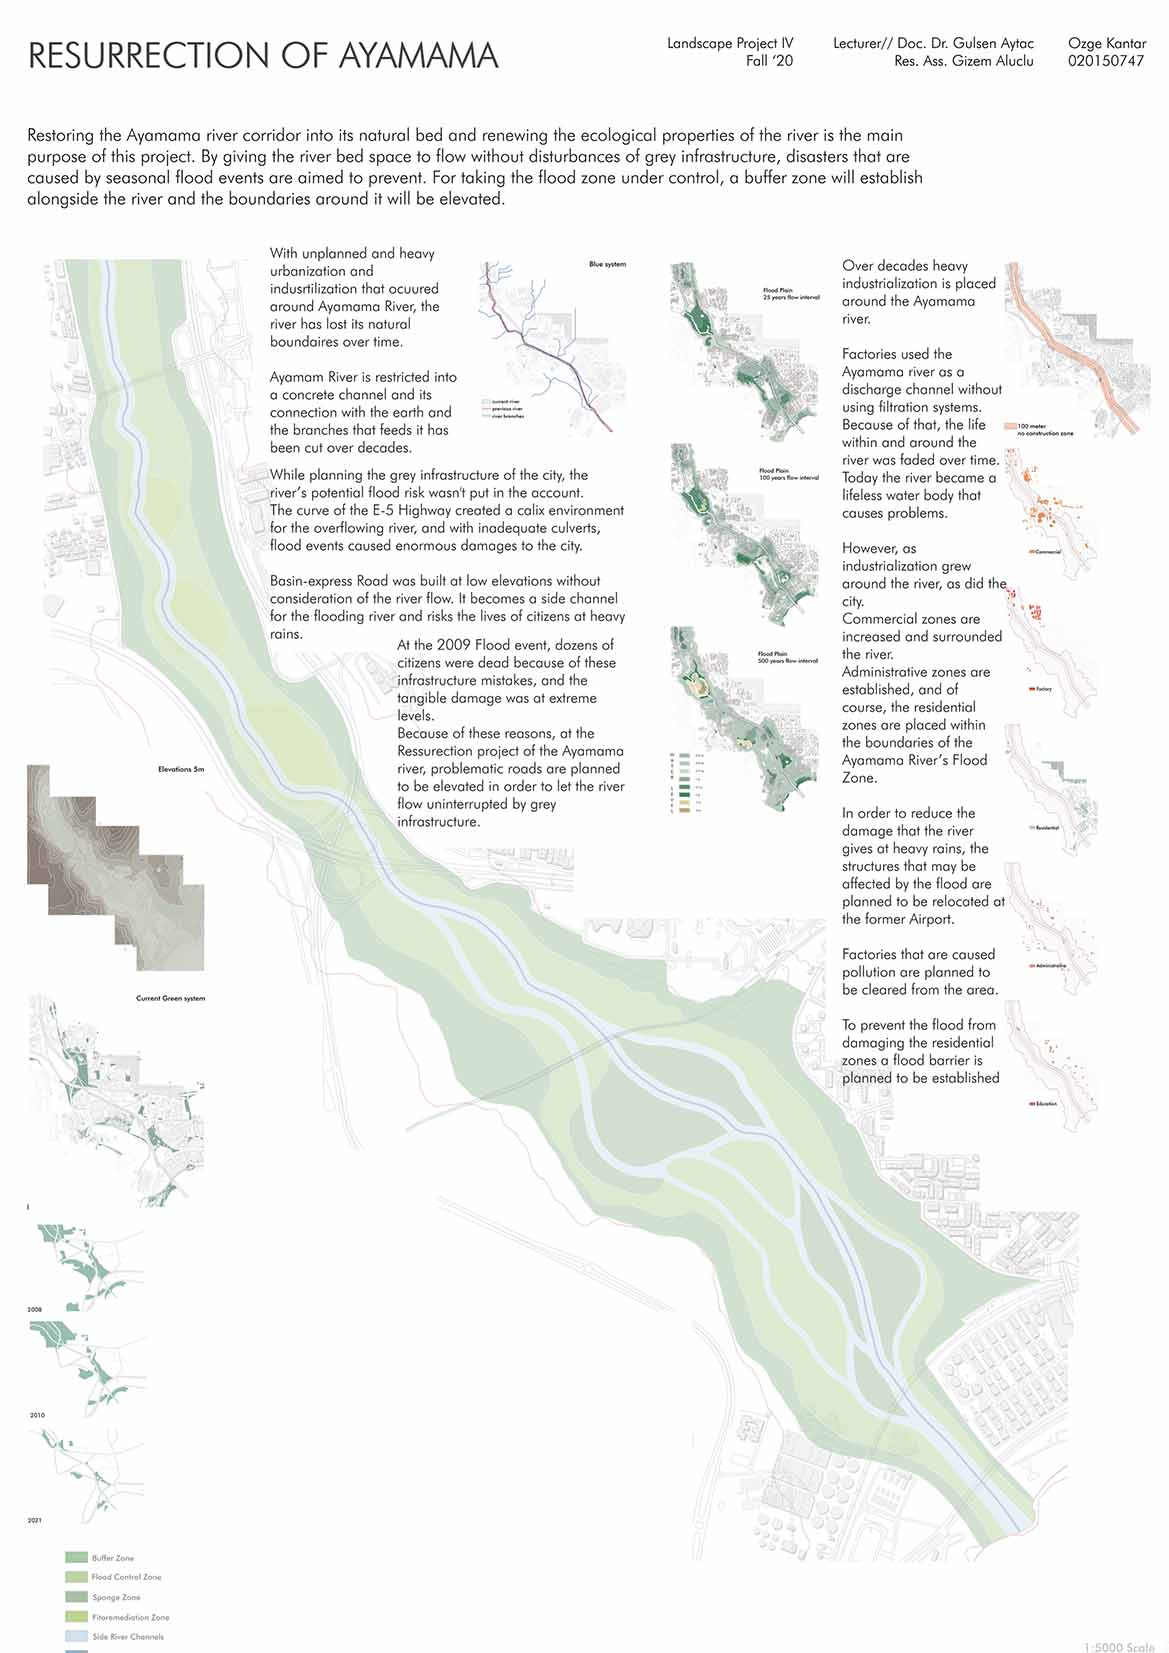 RESURRECTION OF AYAMAMA
Landscape Project IV
Fall '20
Lecturer// Doc. Dr. Gulsen Aytac
Res. Ass. Gizem Aluclu
Ozge Kantar
020150747
Restoring the Ayamama river corridor into its natural bed and renewing the ecological properties of the river is the main
purpose of this project. By giving the river bed space to flow without disturbances of grey infrastructure, disasters that are
caused by seasonal flood events are aimed to prevent. For taking the flood zone under control, a buffer zone will establish
alongside the river and the boundaries around it will be elevated.
With unplanned and heavy
urbanization and
indusrtilization that ocuured
around Ayamama River, the
river has lost its natural
boundaires over time.
Ayamam River is restricted into
a concrete channel and its
connection with the earth and
the branches that feeds it has
been cut over decades.
While planning the grey infrastructure of the city, the
river's potential flood risk wasn't put in the account.
The curve of the E-5 Highway created a calix environment
for the overflowing river, and with inadequate culverts,
flood events caused enormous damages to the city.
Basin-express Road was built at low elevations without
consideration of the river flow. It becomes a side channel
for the flooding river and risks the lives of citizens at heavy
rains.
At the 2009 Flood event, dozens of
citizens were dead because of these
infrastructure mistakes, and the
tangible damage was at extreme
levels.
Because of these reasons, at the
Ressurection project of the Ayamama
river, problematic roads are planned
to be elevated in order to let the river
flow uninterrupted by grey
infrastructure.
Blue system
current river
previous river
river branches
Flood Plain
25 years flow interval
Flood Plain
100 years flow interval
Flood Plain
500 years flow interval
Over decades heavy
industrialization is placed
around the Ayamama
river.
Factories used the
Ayamama river as a
discharge channel without
using filtration systems.
Because of that, the life
within and around the
river was faded over time.
Today the river became a
lifeless water body that
causes problems.
However, as
industrialization grew
around the river, as did the
city.
Commercial zones are
increased and surrounded
the river.
Administrative zones are
established, and of
course, the residential
zones are placed within
the boundaries of the
Ayamama River's Flood
Zone.
In order to reduce the
damage that the river
gives at heavy rains, the
structures that may be
affected by the flood are
planned to be relocated at
the former Airport.
Factories that are caused
pollution are planned to
be cleared from the area.
To prevent the flood from
damaging the residential
zones a flood barrier is
planned to be established
100 meter
no construction zone
Commercial
Factory
Residential
Administrative
Education
Elevations 5m
Current Green system
2008
2010
2021
Buffer Zone
Flood Control Zone
Sponge Zone
Fitoremediation Zone
Side River Channels
1:5000 Scale